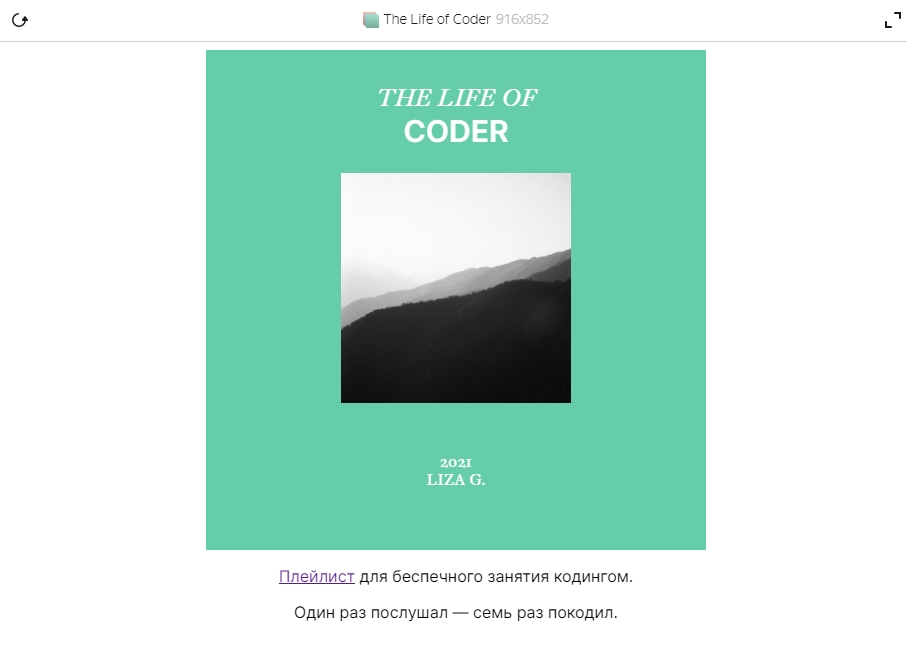 The Life of Coder 916x852
THE LIFE OF
CODER
2021
LIZA G.
Плейлист для беспечного занятия кодингом.
Один раз послушал — семь раз покодил.